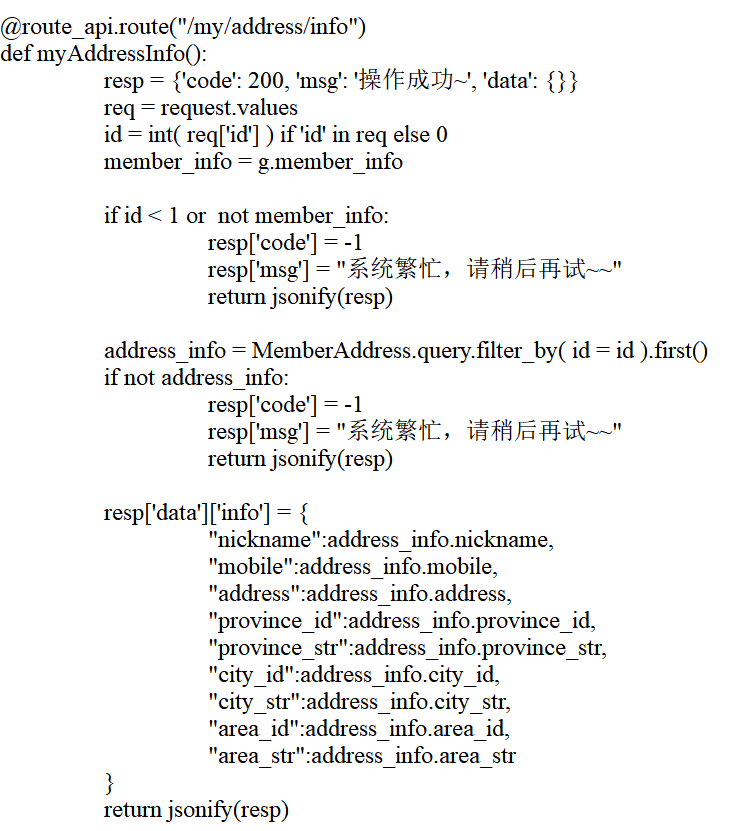 @route_api.route("/my/address/info")
def myAddressInfo():
resp = {'code': 200, 'msg': '操作成功~', 'data': {}}
req = request.values
id = int( req['id'] ) if 'id' in req else 0
member_info = g.member_info
if id < 1 or  not member_info:
resp['code'] = -1
resp['msg'] = "系统繁忙，请稍后再试~~"
return jsonify(resp)
address_info = MemberAddress.query.filter_by( id = id ).first()
if not address_info:
resp['code'] = -1
resp['msg'] = "系统繁忙，请稍后再试~~"
return jsonify(resp)
resp['data']['info'] = {
"nickname":address_info.nickname,
"mobile":address_info.mobile,
"address":address_info.address,
"province_id":address_info.province_id,
"province_str":address_info.province_str,
"city_id":address_info.city_id,
"city_str":address_info.city_str,
"area_id":address_info.area_id,
"area_str":address_info.area_str
}
return jsonify(resp)